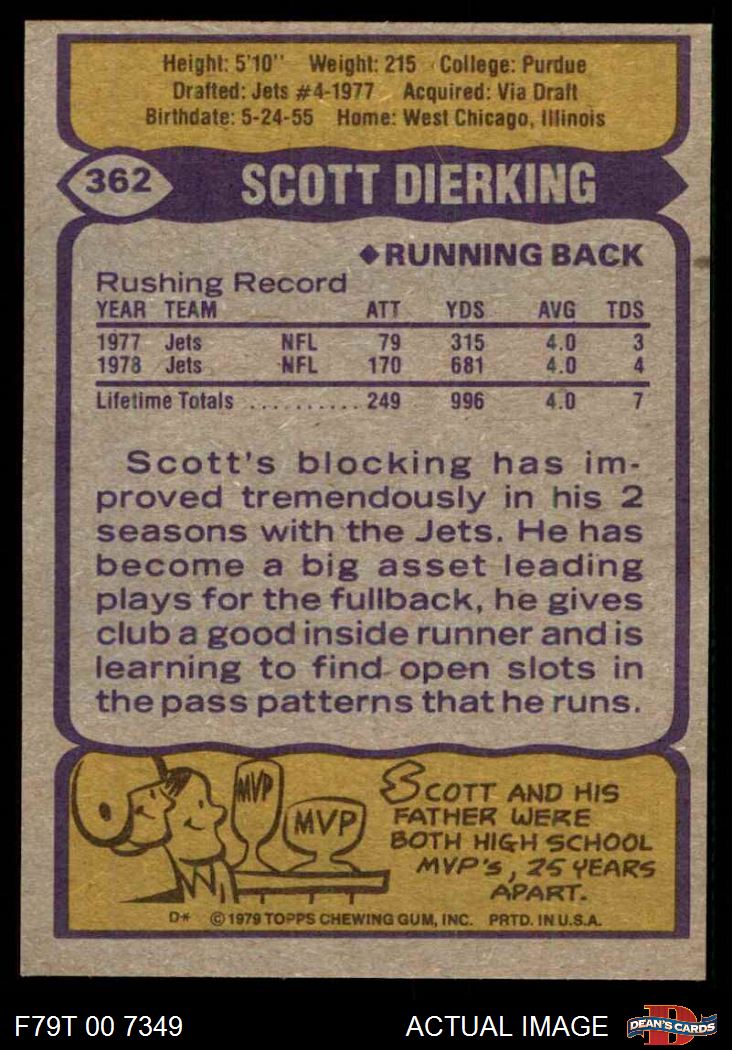 Height: 5'10" Weight: 215 College: Purdue
Drafted: Jets #4-1977 Acquired: Via Draft
Birthdate: 5-24-55 Home: West Chicago, Illinois
362 SCOTT DIERKING
◆RUNNING BACK
Rushing Record
YEAR TEAM ATT YDS AVG TDS
1977 Jets NFL 79 315 4.0 3
1978 Jets NFL 170 681 4.0 4
Lifetime Totals .......... 249 996 4.0 7
Scott's blocking has im-
proved tremendously in his 2
seasons with the Jets. He has
become a big asset leading
plays for the fullback, he gives
club a good inside runner and is
learning to find open slots in
the pass patterns that he runs.
MVP
MVP
SCOTT AND HIS
FATHER WERE
BOTH HIGH SCHOOL
MVP'S, 25 YEARS
APART.
D* ©1979 TOPPS CHEWING GUM, INC. PRTD. IN U.S.A.
F79T 00 7349 ACTUAL IMAGE
D
DEAN'S CARDS